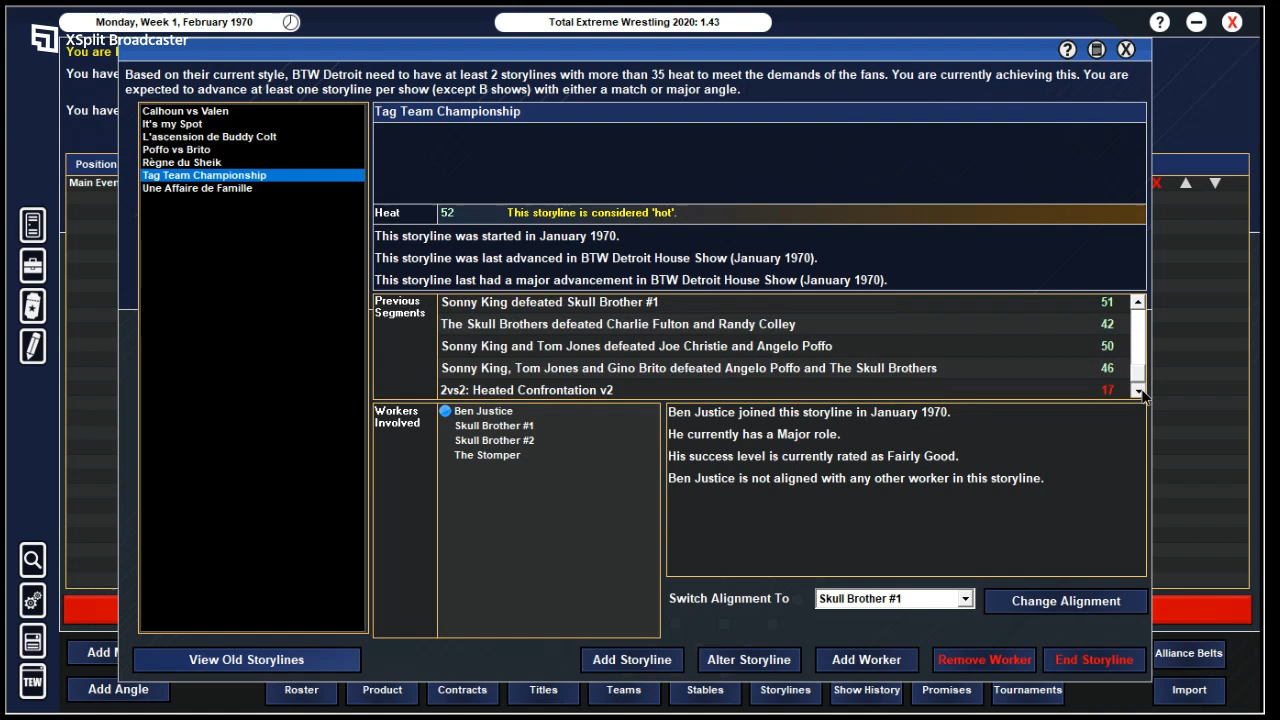 Monday, Week 1, February 1970
Total Extreme Wrestling 2020: 1.43
?
X
XSplit Broadcaster
You are
You have
You have
? X
Based on their current style, BTW Detroit need to have at least 2 storylines with more than 35 heat to meet the demands of the fans. You are currently achieving this. You are
expected to advance at least one storyline per show (except B shows) with either a match or major angle.
Calhoun vs Valen
It's my Spot
L'ascension de Buddy Colt
Poffo vs Brito
Règne du Sheik
Tag Team Championship
Une Affaire de Famille
Tag Team Championship
Heat 52 This storyline is considered 'hot'.
This storyline was started in January 1970.
This storyline was last advanced in BTW Detroit House Show (January 1970).
This storyline last had a major advancement in BTW Detroit House Show (January 1970).
Previous
Segments
Sonny King defeated Skull Brother #1 51
The Skull Brothers defeated Charlie Fulton and Randy Colley 42
Sonny King and Tom Jones defeated Joe Christie and Angelo Poffo 50
Sonny King, Tom Jones and Gino Brito defeated Angelo Poffo and The Skull Brothers 46
2vs2: Heated Confrontation v2 17
Workers
Involved
Ben Justice
Skull Brother #1
Skull Brother #2
The Stomper
Ben Justice joined this storyline in January 1970.
He currently has a Major role.
His success level is currently rated as Fairly Good.
Ben Justice is not aligned with any other worker in this storyline.
Switch Alignment To Skull Brother #1 Change Alignment
View Old Storylines Add Storyline Alter Storyline Add Worker Remove Worker End Storyline
Position
Main Even
X
TEW
Add M
Alliance Belts
Add Angle Roster Product Contracts Titles Teams Stables Storylines Show History Promises Tournaments Import